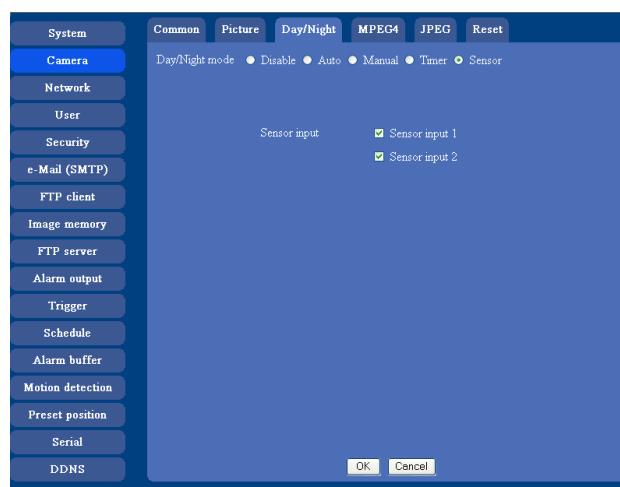 System
Camera
Network
User
Security
e-Mail (SMTP)
FTP client
Image memory
FTP server
Alarm output
Trigger
Schedule
Alarm buffer
Motion detection
Preset position
Serial
DDNS
Common Picture Day/Night MPEG4 JPEG Reset
Day/Night mode Disable Auto Manual Timer Sensor
Sensor input Sensor input 1
Sensor input 2
OK Cancel